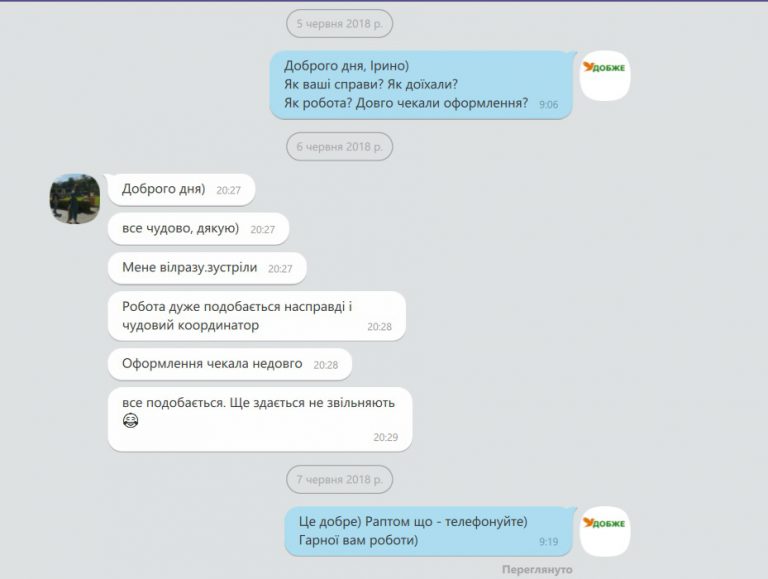 5 червня 2018 р.
Доброго дня, Ірино)
Як ваші справи? Як доїхали?
Як робота? Довго чекали оформлення? 9:06
УДОБЖЕ
6 червня 2018 р.
Доброго дня) 20:27
все чудово, дякую) 20:27
Мене вілразу.зустріли 20:27
Робота дуже подобається насправді і
чудовий координатор 20:28
Оформлення чекала недовго 20:28
все подобається. Ще здається не звільняють
😂
20:29
7 червня 2018 р.
Це добре) Раптом що - телефонуйте)
Гарної вам роботи) 9:19
УДОБЖЕ
Переглянуто